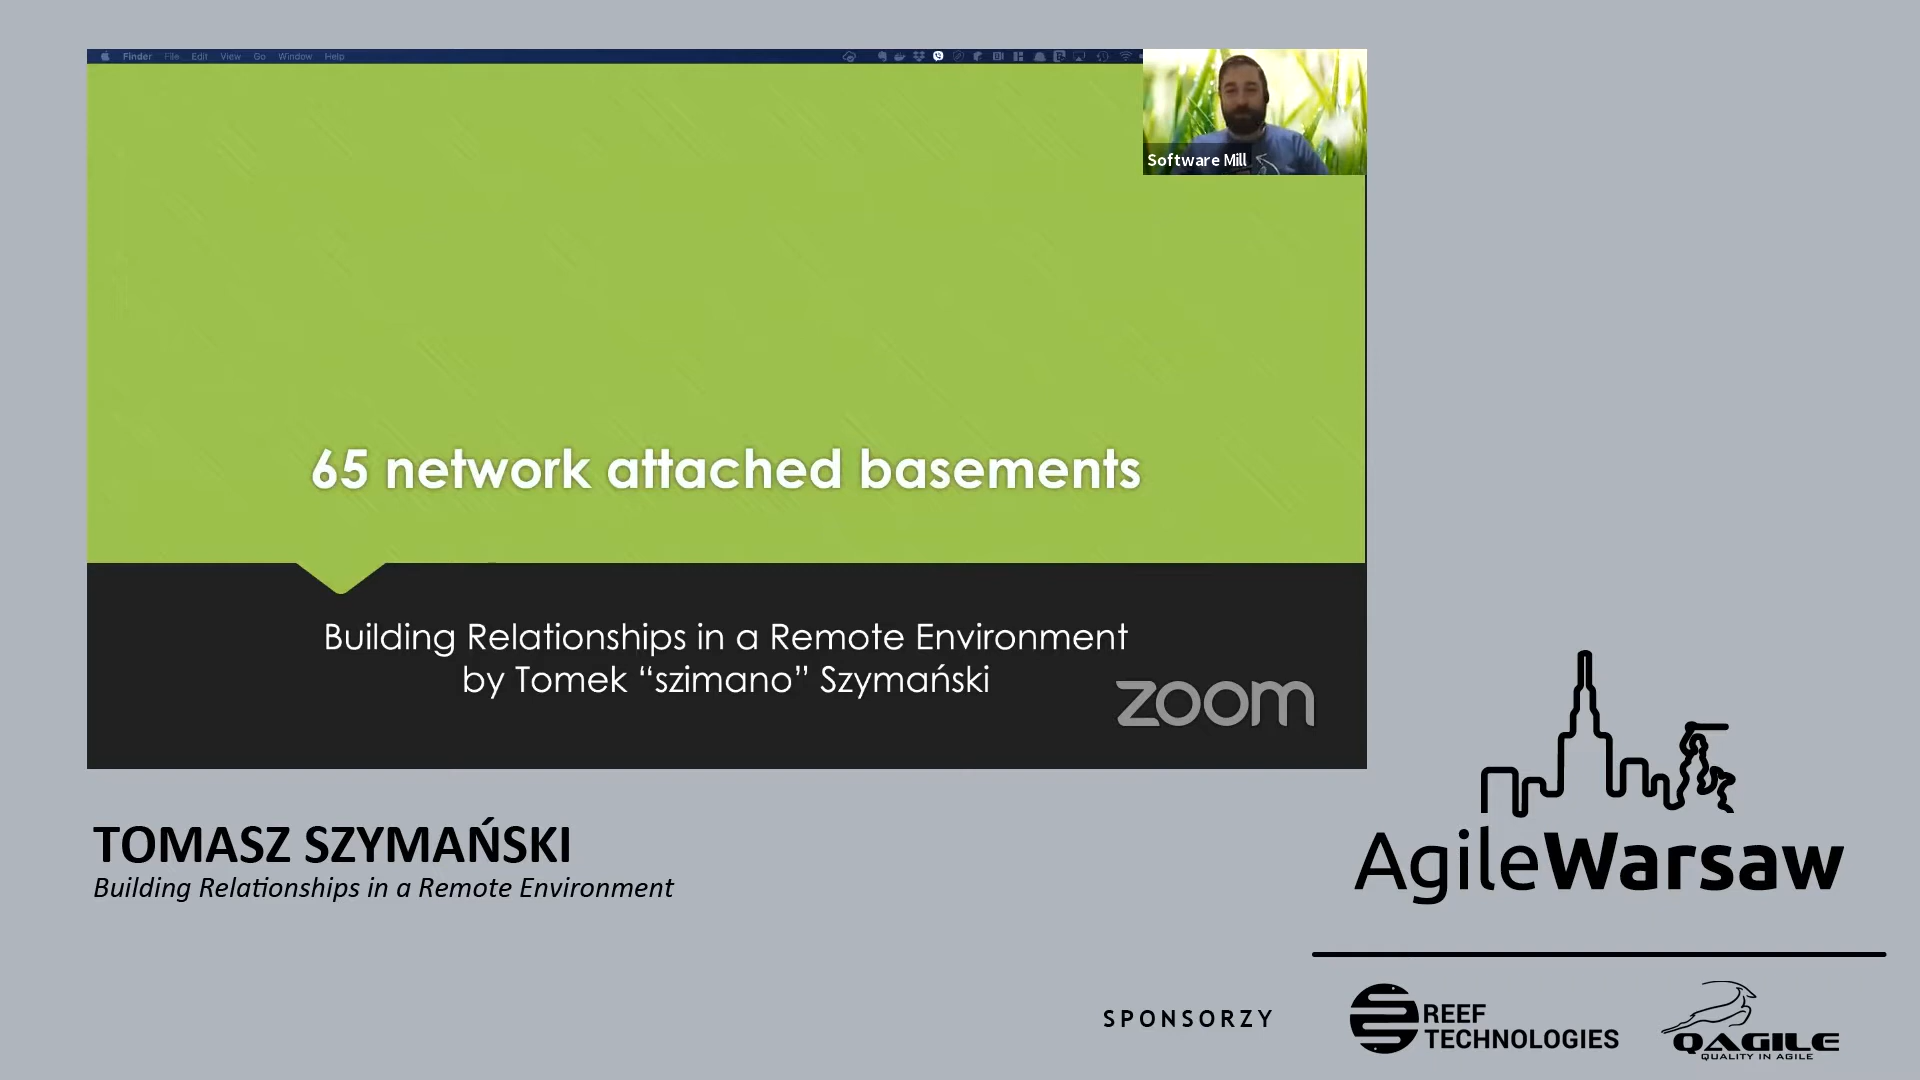 Finder File Edit View Go Window Help
Software Mill
65 network attached basements
Building Relationships in a Remote Environment
by Tomek “szimano” Szymański
zoom
TOMASZ SZYMAŃSKI
Building Relationships in a Remote Environment
AgileWarsaw
SPONSORZY
REEF
TECHNOLOGIES
QAGILE
QUALITY IN AGILE